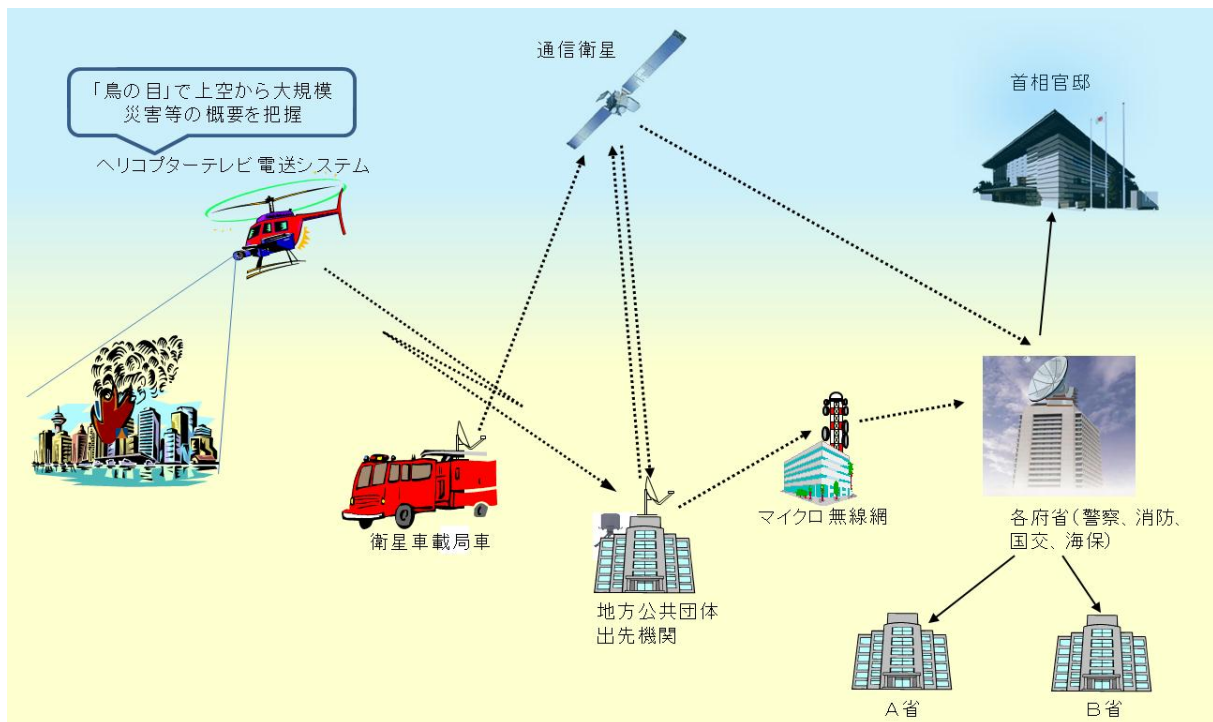 通信衛星
首相官邸
「鳥の目」で上空から大規模
災害等の概要を把握
ヘリコプターテレビ電送システム
マイクロ無線網
衛星車載局車
各府省(警察、消防、
国交、海保)
地方公共団体
出先機関
A省
B省